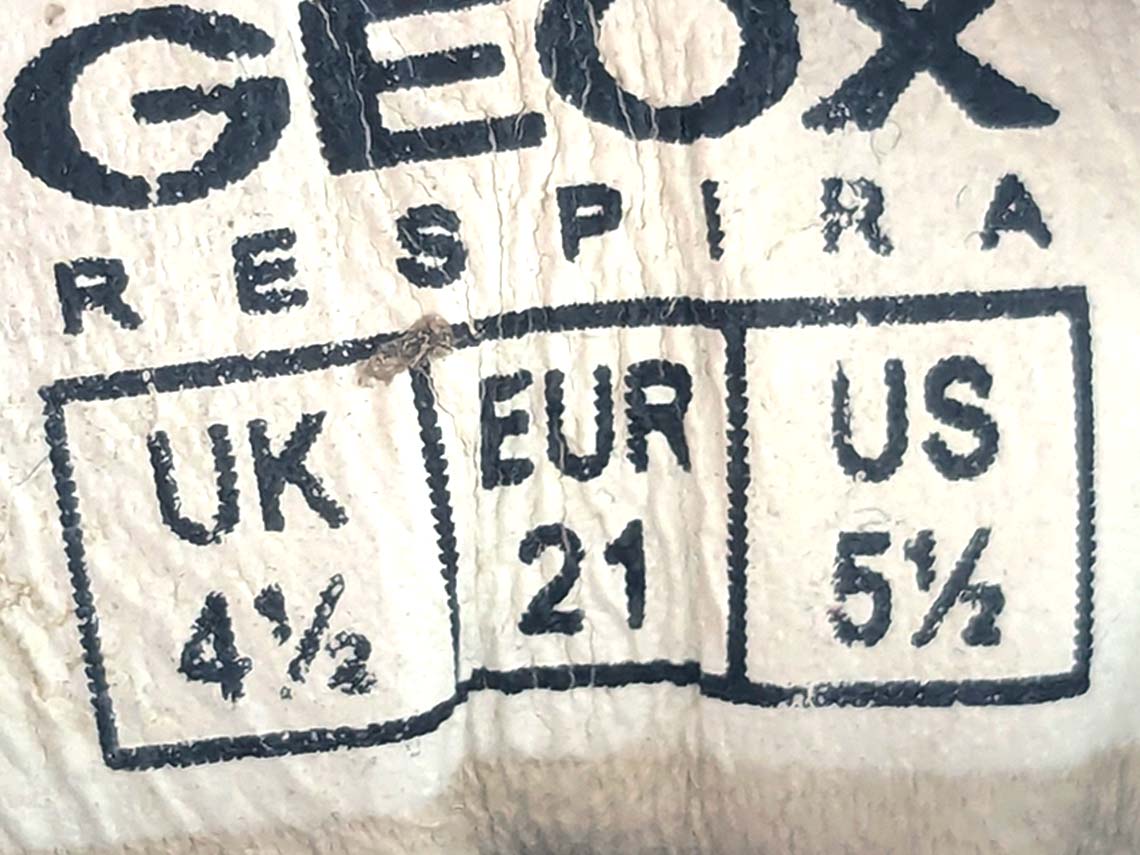 GEOX
RESPIRA
UK EUR US
4½ 21 5½